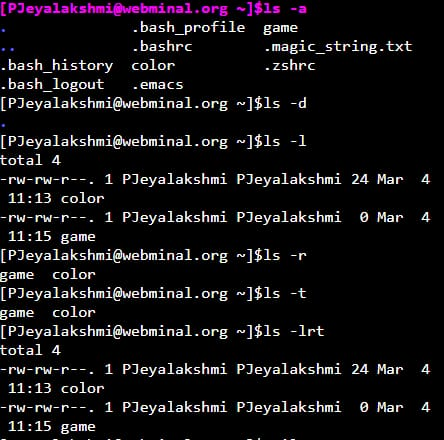 [PJeyalakshmi@webminal.org ~]$ls -a
.              .bash_profile  game
..             .bashrc        .magic_string.txt
.bash_history  color          .zshrc
.bash_logout   .emacs
[PJeyalakshmi@webminal.org ~]$ls -d
.
[PJeyalakshmi@webminal.org ~]$ls -l
total 4
-rw-rw-r--. 1 PJeyalakshmi PJeyalakshmi 24 Mar  4
 11:13 color
-rw-rw-r--. 1 PJeyalakshmi PJeyalakshmi  0 Mar  4
 11:15 game
[PJeyalakshmi@webminal.org ~]$ls -r
game  color
[PJeyalakshmi@webminal.org ~]$ls -t
game  color
[PJeyalakshmi@webminal.org ~]$ls -lrt
total 4
-rw-rw-r--. 1 PJeyalakshmi PJeyalakshmi 24 Mar  4
 11:13 color
-rw-rw-r--. 1 PJeyalakshmi PJeyalakshmi  0 Mar  4
 11:15 game